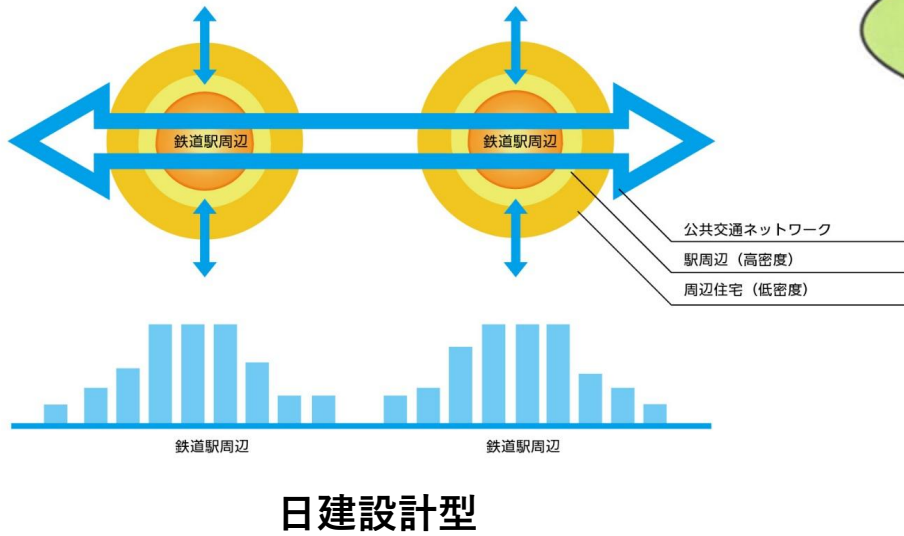 鉄道駅周辺
鉄道駅周辺
公共交通ネットワーク
駅周辺（高密度）
周辺住宅（低密度）
鉄道駅周辺
鉄道駅周辺
日建設計型